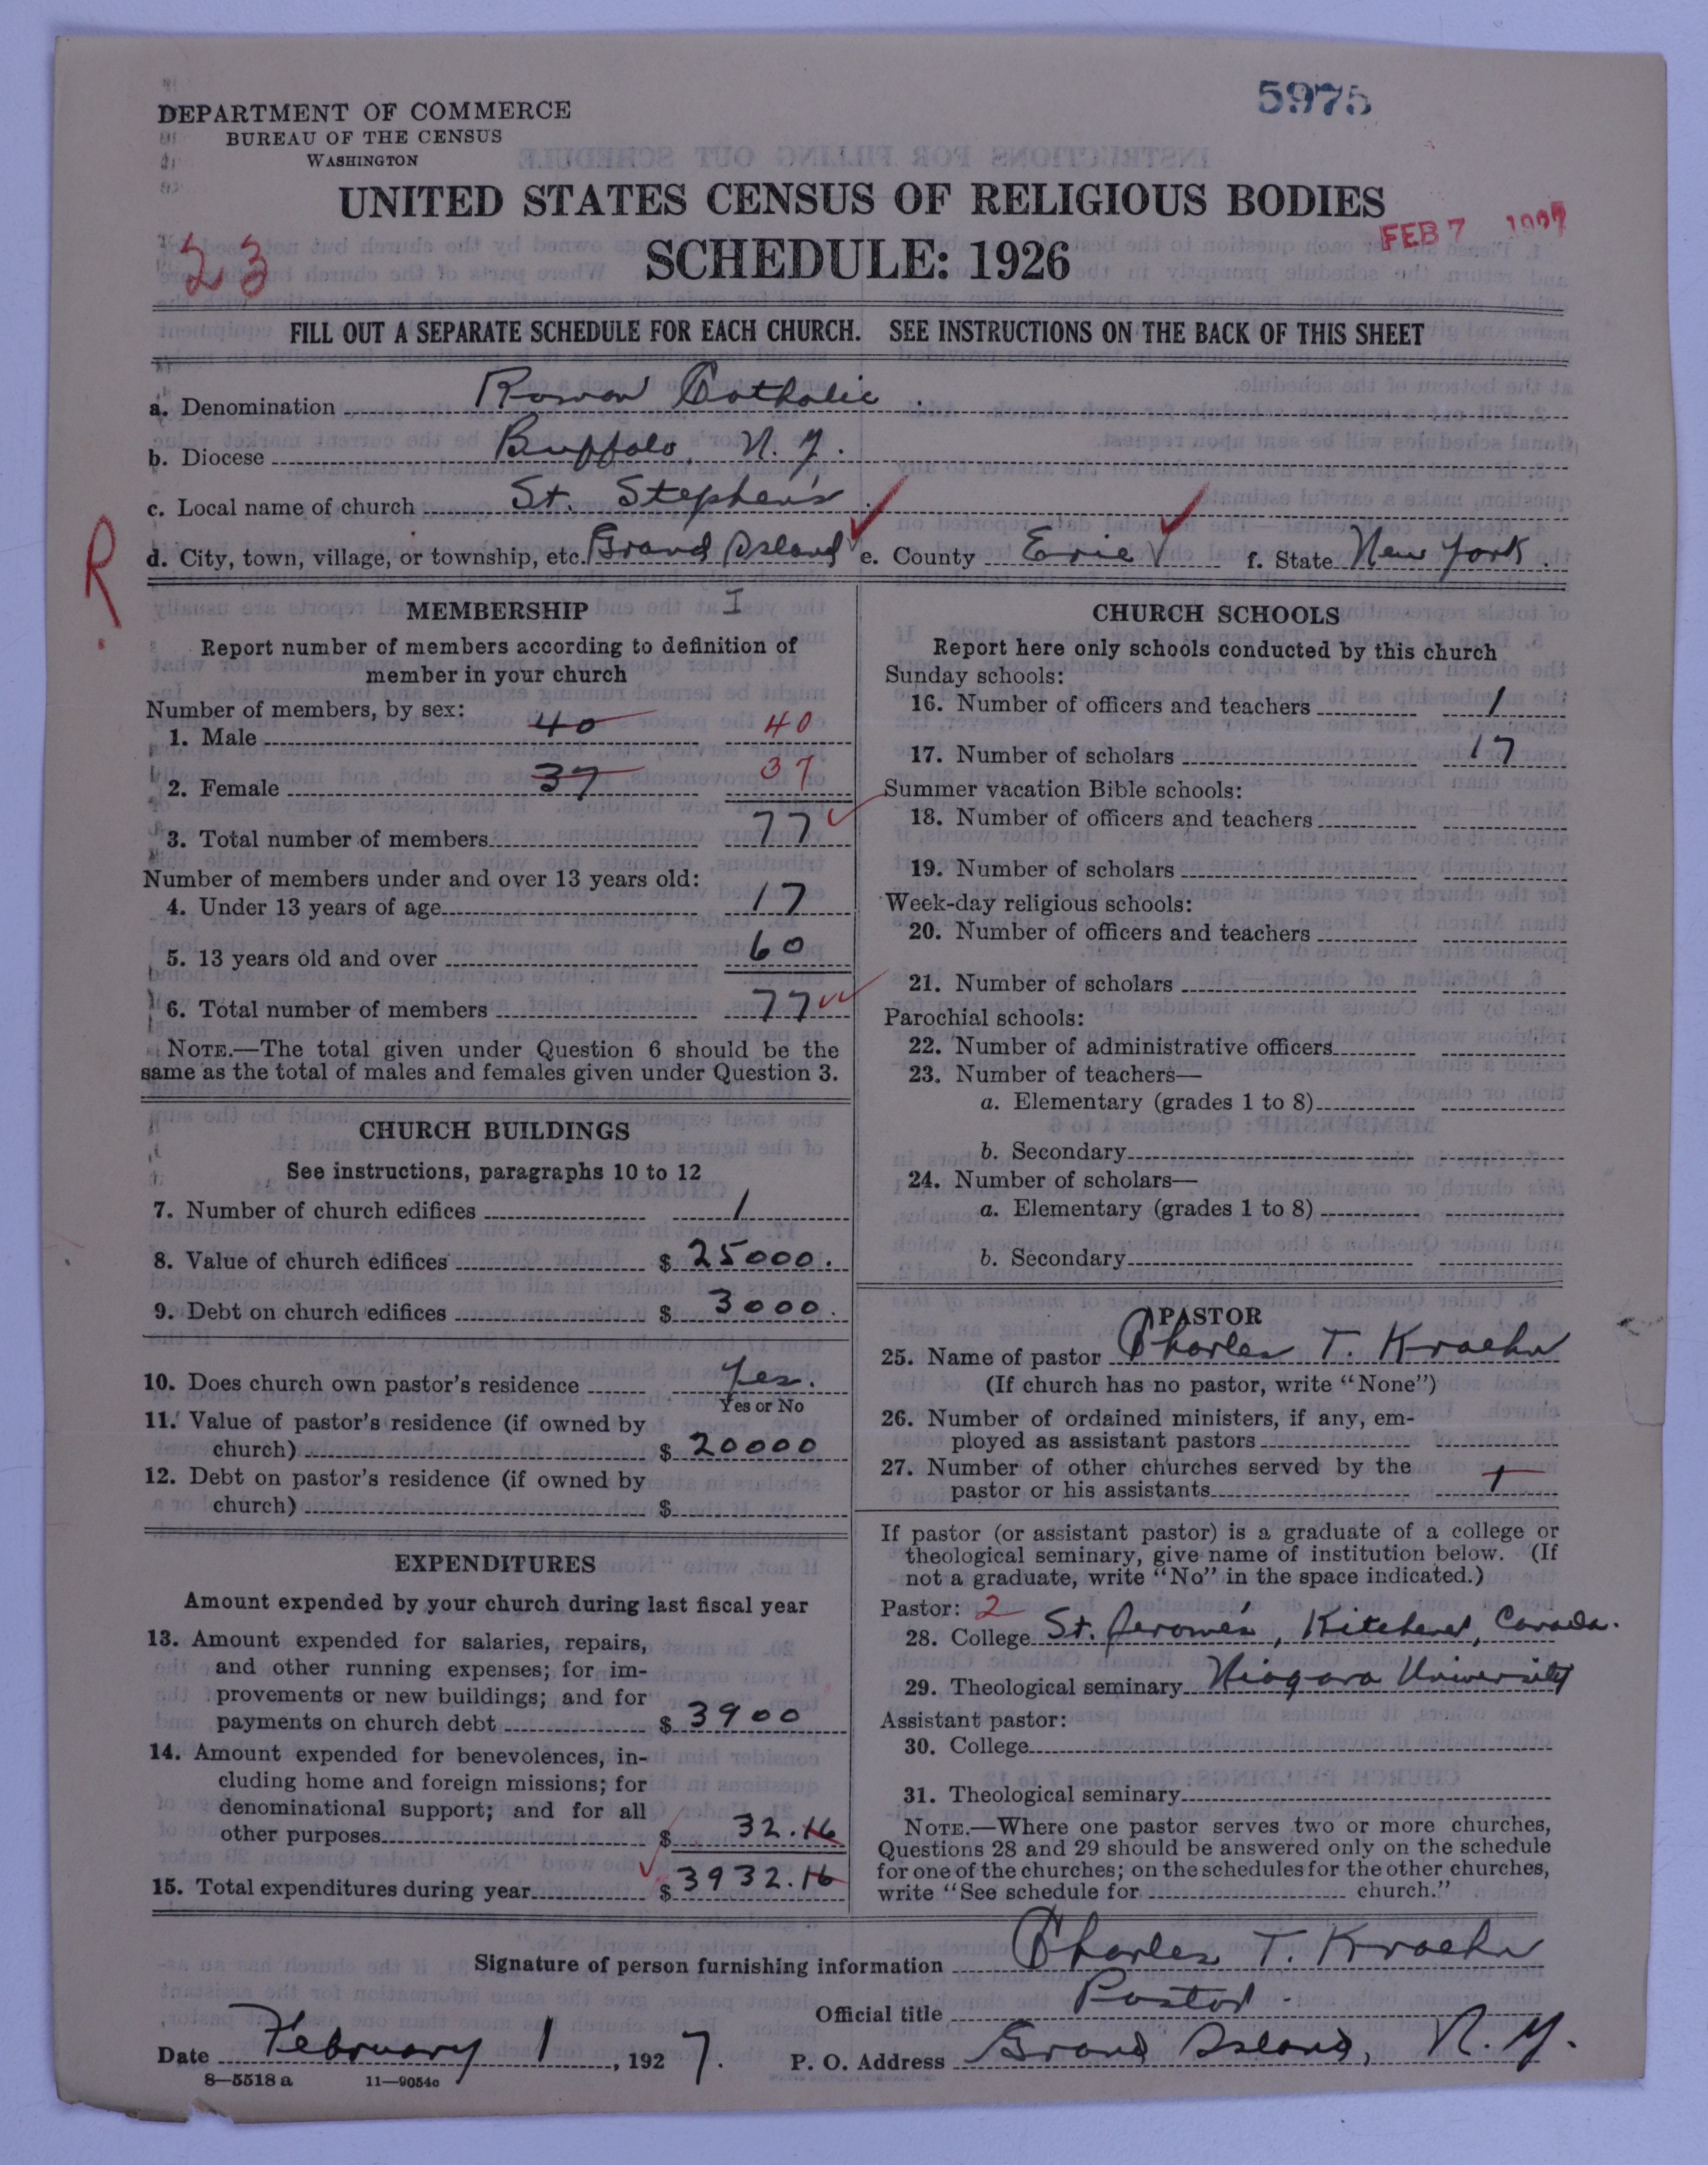 5975
DEPARTMENT OF COMMERCE
BUREAU OF THE CENSUS
WASHINGTON
UNITED STATES CENSUS OF RELIGIOUS BODIES
FEB 7 1927
SCHEDULE: 1926
23
FILL OUT A SEPARATE SCHEDULE FOR EACH CHURCH. SEE INSTRUCTIONS ON THE BACK OF THIS SHEET
a. Denomination Roman Catholic
b. Diocese Buffalo, N. Y.
c. Local name of church St. Stephen's
R
d. City, town, village, or township, etc. Grand Island e. County Erie f. State New York
MEMBERSHIP I
Report number of members according to definition of
member in your church
Number of members, by sex:
1. Male 40 40
2. Female 37 37
3. Total number of members 77
Number of members under and over 13 years old:
4. Under 13 years of age 17
5. 13 years old and over 60
6. Total number of members 77
NOTE.—The total given under Question 6 should be the
same as the total of males and females given under Question 3.
CHURCH BUILDINGS
See instructions, paragraphs 10 to 12
7. Number of church edifices 1
8. Value of church edifices $ 25000.
9. Debt on church edifices $ 3000.
10. Does church own pastor's residence Yes.
Yes or No
11. Value of pastor's residence (if owned by
church) $ 20000
12. Debt on pastor's residence (if owned by
church) $
EXPENDITURES
Amount expended by your church during last fiscal year
13. Amount expended for salaries, repairs,
and other running expenses; for im-
provements or new buildings; and for
payments on church debt $ 3900
14. Amount expended for benevolences, in-
cluding home and foreign missions; for
denominational support; and for all
other purposes $ 32.16
15. Total expenditures during year $ 3932.16
CHURCH SCHOOLS
Report here only schools conducted by this church
Sunday schools:
16. Number of officers and teachers 1
17. Number of scholars 17
Summer vacation Bible schools:
18. Number of officers and teachers
19. Number of scholars
Week-day religious schools:
20. Number of officers and teachers
21. Number of scholars
Parochial schools:
22. Number of administrative officers
23. Number of teachers—
a. Elementary (grades 1 to 8)
b. Secondary
24. Number of scholars—
a. Elementary (grades 1 to 8)
b. Secondary
PASTOR
25. Name of pastor Charles T. Kraehn
(If church has no pastor, write "None")
26. Number of ordained ministers, if any, em-
ployed as assistant pastors
27. Number of other churches served by the
pastor or his assistants 1
If pastor (or assistant pastor) is a graduate of a college or
theological seminary, give name of institution below. (If
not a graduate, write "No" in the space indicated.)
Pastor: 2
28. College St. Jerome's, Kitchener, Canada.
29. Theological seminary Niagara University
Assistant pastor:
30. College
31. Theological seminary
NOTE.—Where one pastor serves two or more churches,
Questions 28 and 29 should be answered only on the schedule
for one of the churches; on the schedules for the other churches,
write "See schedule for church."
Signature of person furnishing information Charles T. Kraehn
Official title Pastor.
Date February 1, 1927. P. O. Address Grand Island, N. Y.
8—5518 a 11—9054c